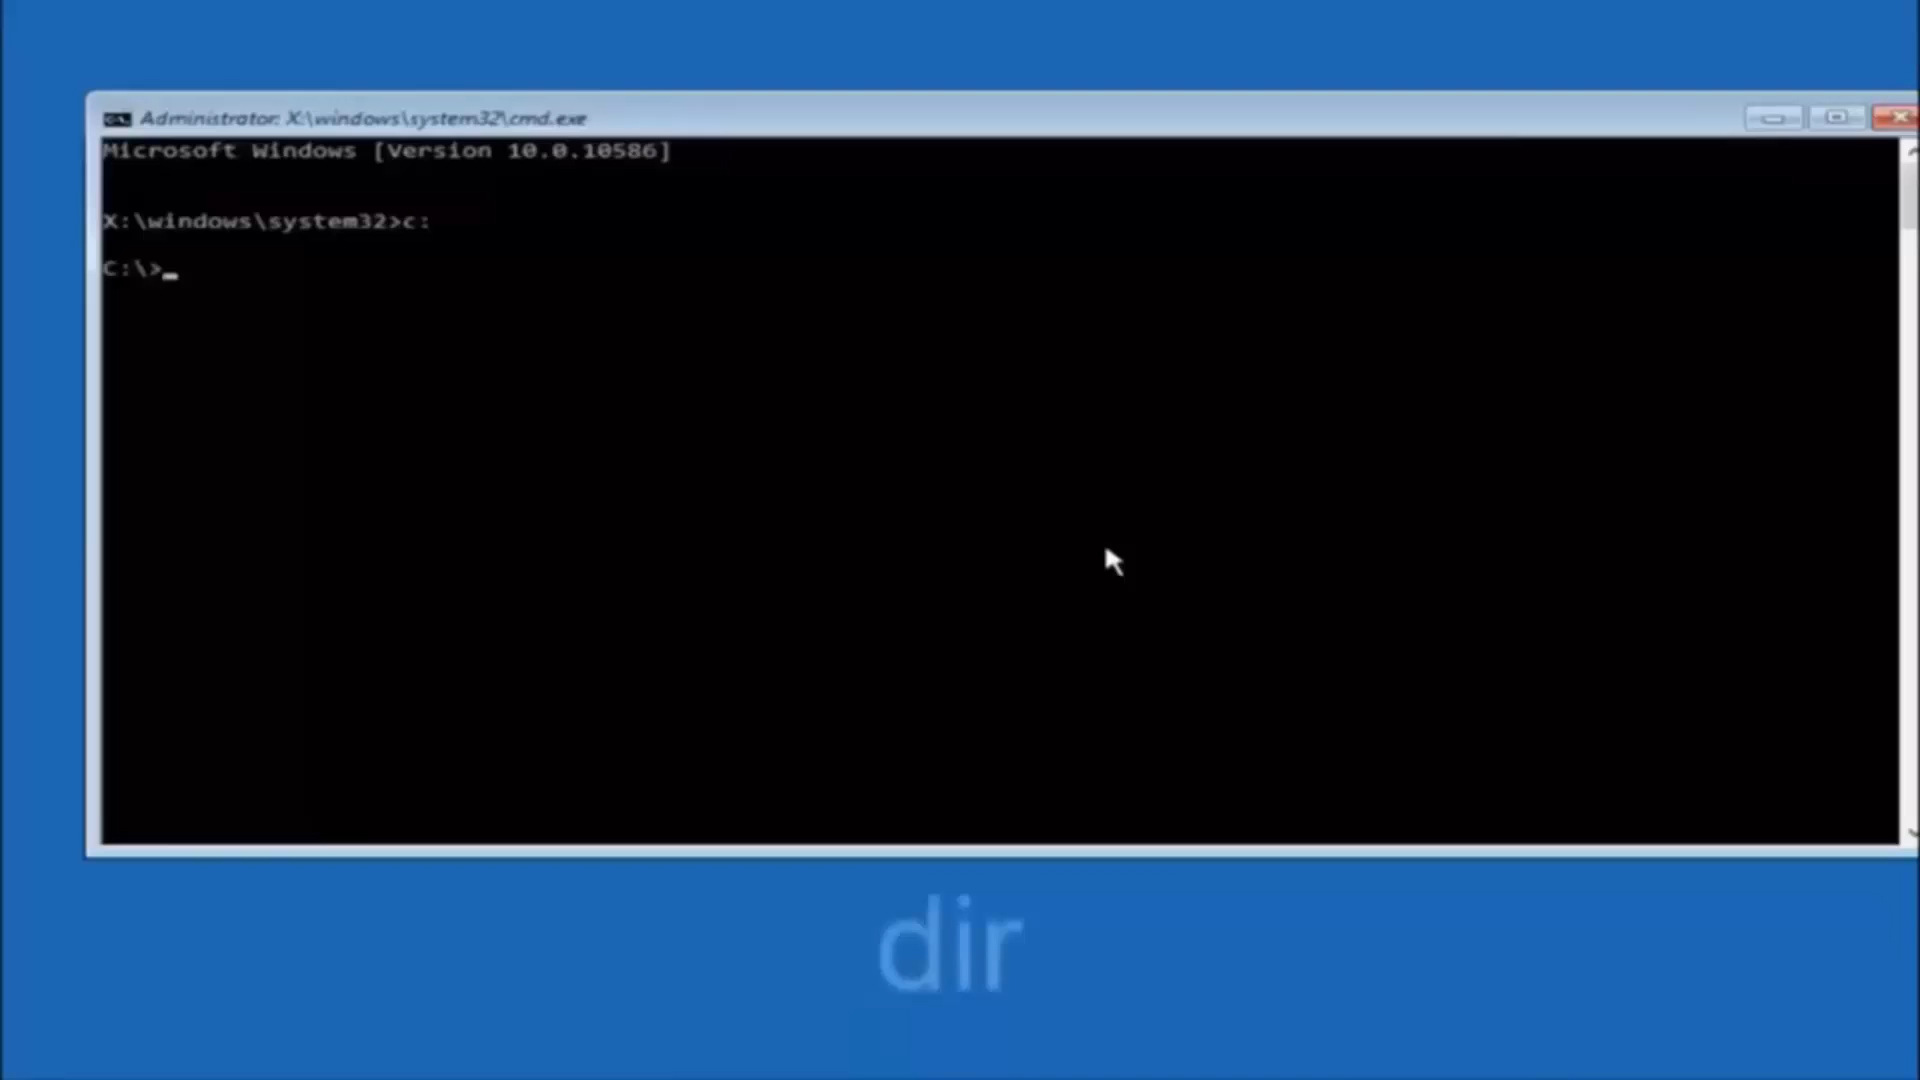 Administrator: X:\windows\system32\cmd.exe
Microsoft Windows [Version 10.0.10586]
X:\windows\system32>c:
C:\>_
dir